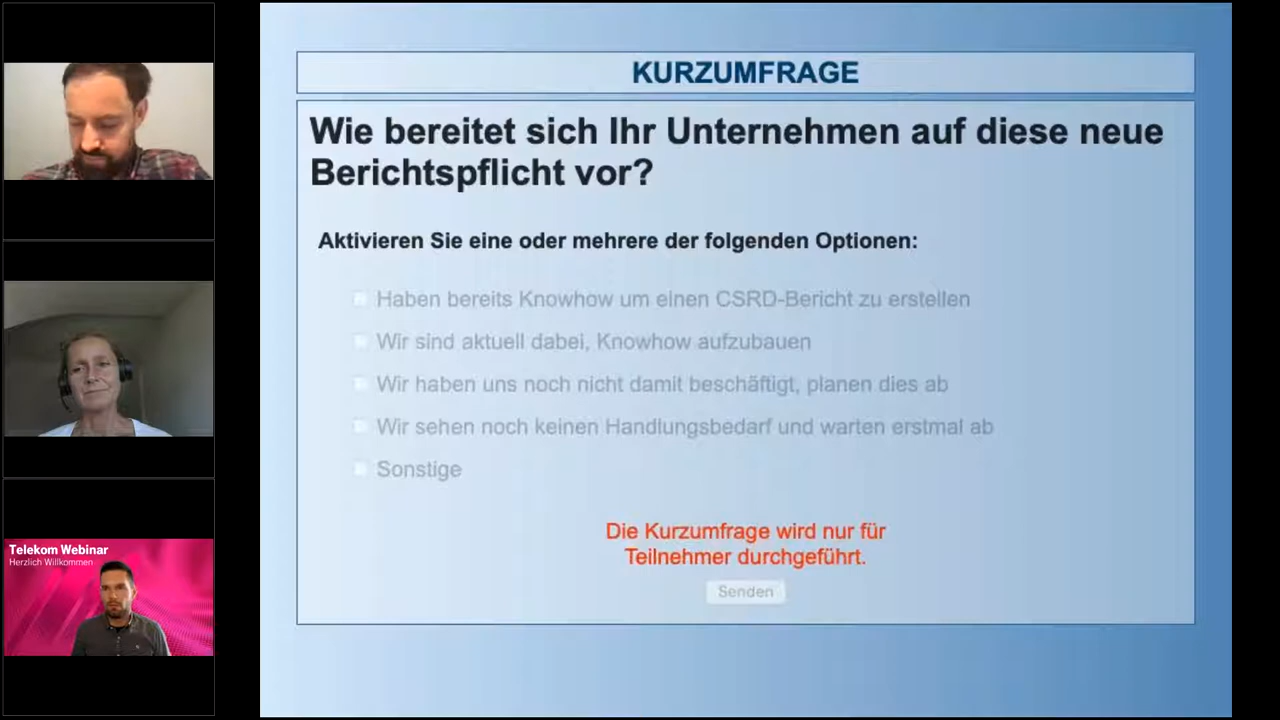 Telekom Webinar
Herzlich Willkommen
KURZUMFRAGE
Wie bereitet sich Ihr Unternehmen auf diese neue
Berichtspflicht vor?
Aktivieren Sie eine oder mehrere der folgenden Optionen:
Haben bereits Knowhow um einen CSRD-Bericht zu erstellen
Wir sind aktuell dabei, Knowhow aufzubauen
Wir haben uns noch nicht damit beschäftigt, planen dies ab
Wir sehen noch keinen Handlungsbedarf und warten erstmal ab
Sonstige
Die Kurzumfrage wird nur für
Teilnehmer durchgeführt.
Senden